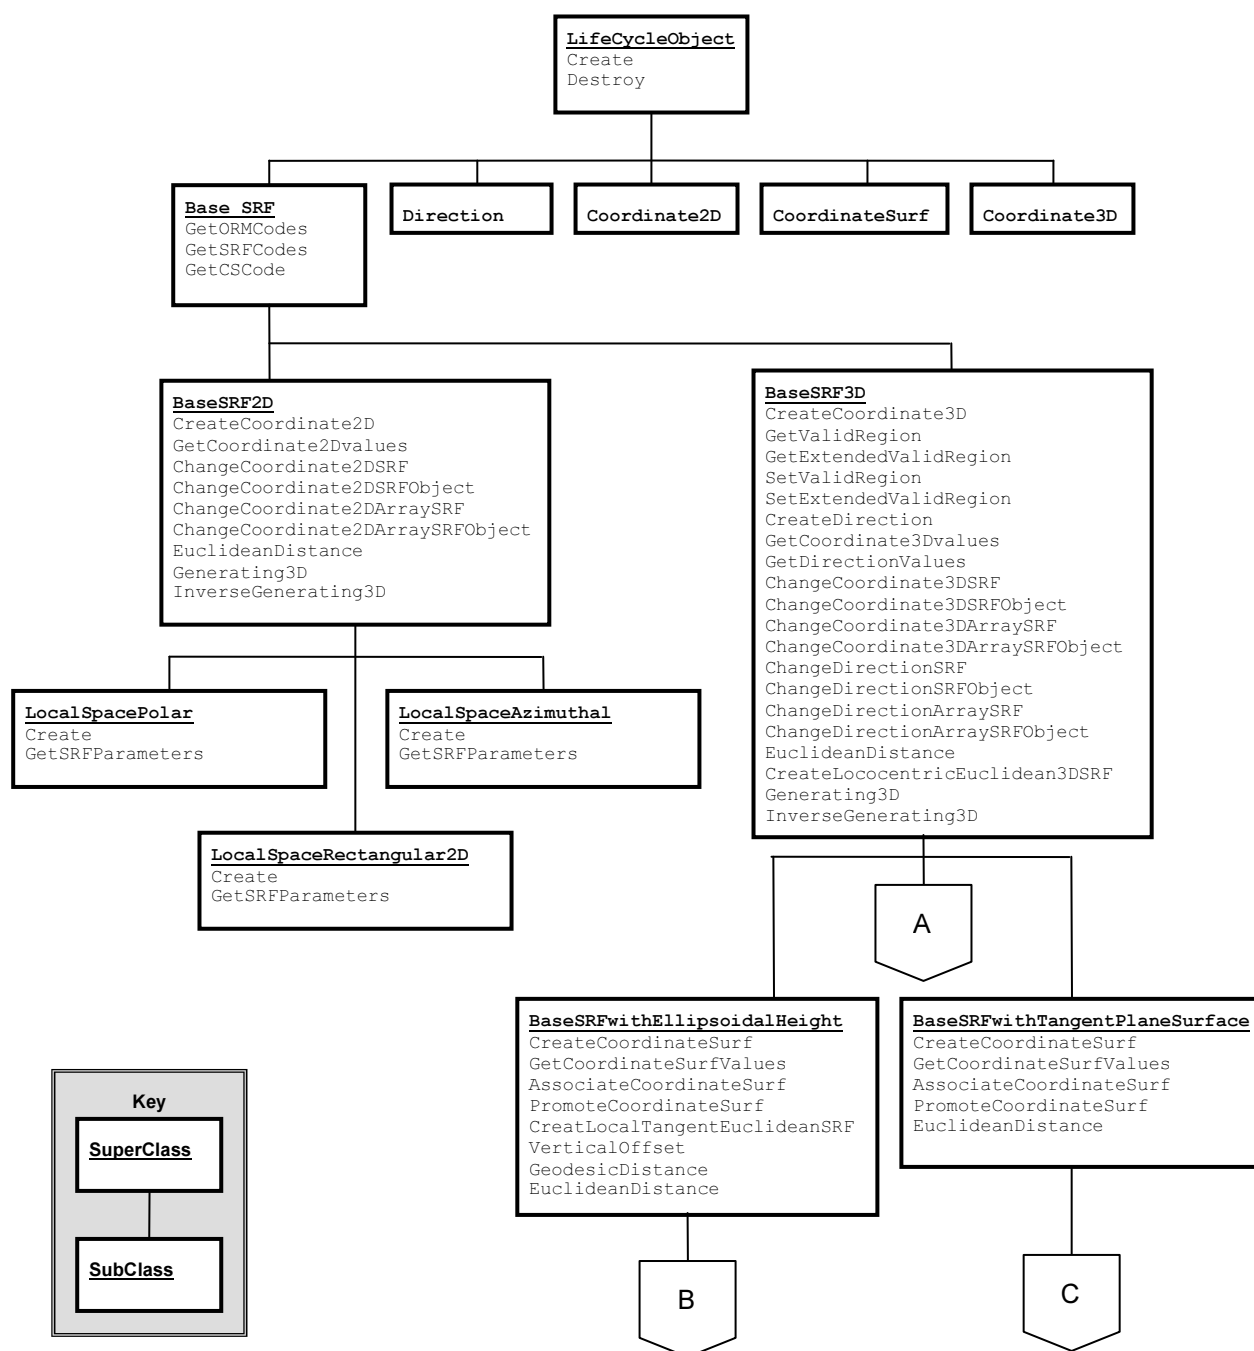 LifeCycleObject
Create
Destroy
Base SRF
GetORMCodes
GetSRFCodes
GetCSCode
Direction
Coordinate2D
CoordinateSurf
Coordinate3D
BaseSRF2D
CreateCoordinate2D
GetCoordinate2Dvalues
ChangeCoordinate2DSRF
ChangeCoordinate2DSRFObject
ChangeCoordinate2DArraySRF
ChangeCoordinate2DArraySRFObject
EuclideanDistance
Generating3D
InverseGenerating3D
BaseSRF3D
CreateCoordinate3D
GetValidRegion
GetExtendedValidRegion
SetValidRegion
SetExtendedValidRegion
CreateDirection
GetCoordinate3Dvalues
GetDirectionValues
ChangeCoordinate3DSRF
ChangeCoordinate3DSRFObject
ChangeCoordinate3DArraySRF
ChangeCoordinate3DArraySRFObject
ChangeDirectionSRF
ChangeDirectionSRFObject
ChangeDirectionArraySRF
ChangeDirectionArraySRFObject
EuclideanDistance
CreateLococentricEuclidean3DSRF
Generating3D
InverseGenerating3D
LocalSpacePolar
Create
GetSRFParameters
LocalSpaceAzimuthal
Create
GetSRFParameters
LocalSpaceRectangular2D
Create
GetSRFParameters
A
BaseSRFwithEllipsoidalHeight
CreateCoordinateSurf
GetCoordinateSurfValues
AssociateCoordinateSurf
PromoteCoordinateSurf
CreatLocalTangentEuclideanSRF
VerticalOffset
GeodesicDistance
EuclideanDistance
BaseSRFwithTangentPlaneSurface
CreateCoordinateSurf
GetCoordinateSurfValues
AssociateCoordinateSurf
PromoteCoordinateSurf
EuclideanDistance
Key
SuperClass
SubClass
B
C